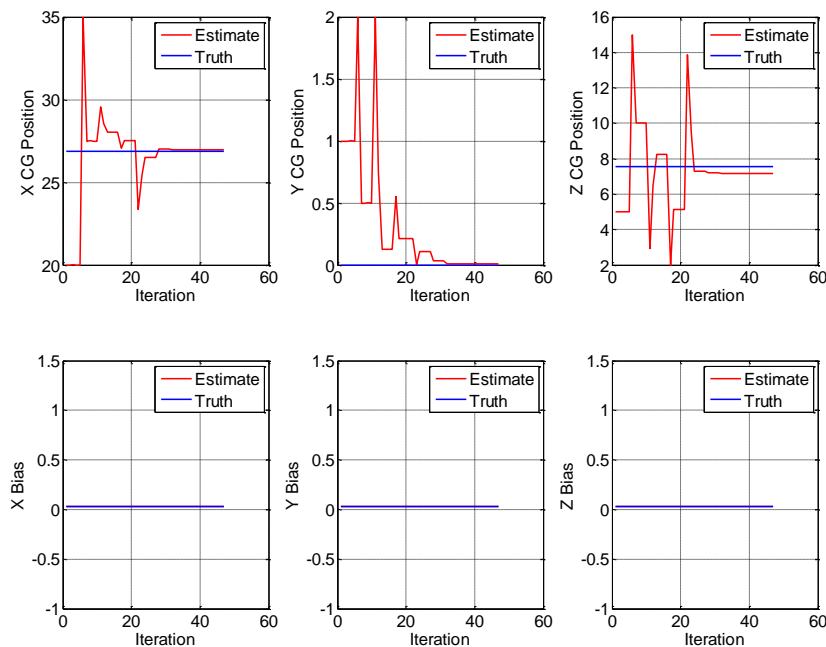 35
30
25
20
X CG Position
0
20
40
60
Iteration
Estimate
Truth
2
1.5
1
0.5
0
Y CG Position
0
20
40
60
Iteration
Estimate
Truth
16
14
12
10
8
6
4
2
Z CG Position
0
20
40
60
Iteration
Estimate
Truth
1.5
1
0.5
0
-0.5
-1
X Bias
0
20
40
60
Iteration
Estimate
Truth
1.5
1
0.5
0
-0.5
-1
Y Bias
0
20
40
60
Iteration
Estimate
Truth
1.5
1
0.5
0
-0.5
-1
Z Bias
0
20
40
60
Iteration
Estimate
Truth